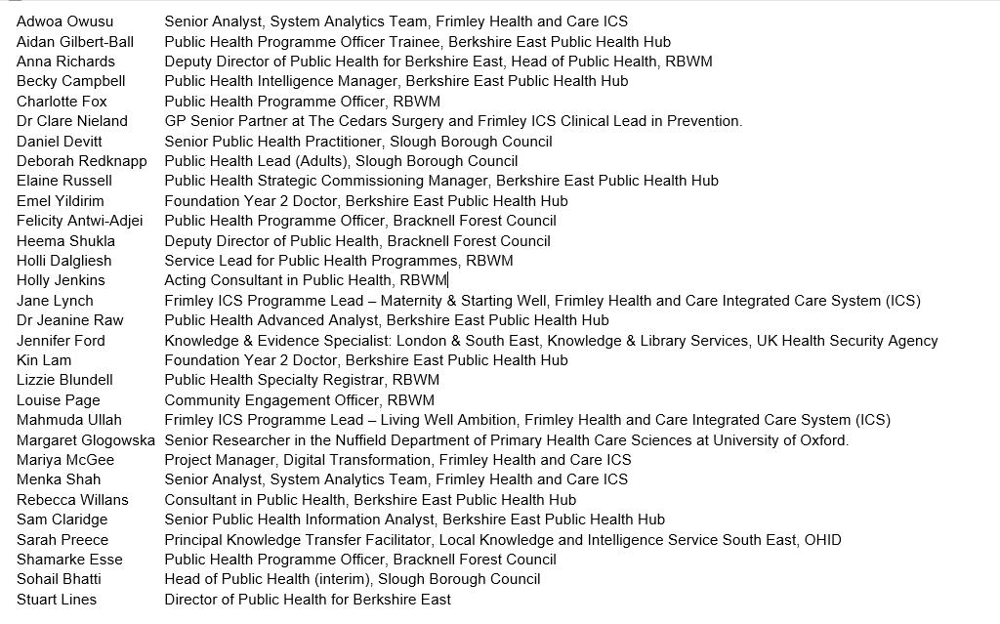 Adwoa Owusu Senior Analyst, System Analytics Team, Frimley Health and Care ICS
Aidan Gilbert-Ball Public Health Programme Officer Trainee, Berkshire East Public Health Hub
Anna Richards Deputy Director of Public Health for Berkshire East, Head of Public Health, RBWM
Becky Campbell Public Health Intelligence Manager, Berkshire East Public Health Hub
Charlotte Fox Public Health Programme Officer, RBWM
Dr Clare Nieland GP Senior Partner at The Cedars Surgery and Frimley ICS Clinical Lead in Prevention.
Daniel Devitt Senior Public Health Practitioner, Slough Borough Council
Deborah Redknapp Public Health Lead (Adults), Slough Borough Council
Elaine Russell Public Health Strategic Commissioning Manager, Berkshire East Public Health Hub
Emel Yildirim Foundation Year 2 Doctor, Berkshire East Public Health Hub
Felicity Antwi-Adjei Public Health Programme Officer, Bracknell Forest Council
Heema Shukla Deputy Director of Public Health, Bracknell Forest Council
Holli Dalgliesh Service Lead for Public Health Programmes, RBWM
Holly Jenkins Acting Consultant in Public Health, RBWM
Jane Lynch Frimley ICS Programme Lead – Maternity & Starting Well, Frimley Health and Care Integrated Care System (ICS)
Dr Jeanine Raw Public Health Advanced Analyst, Berkshire East Public Health Hub
Jennifer Ford Knowledge & Evidence Specialist: London & South East, Knowledge & Library Services, UK Health Security Agency
Kin Lam Foundation Year 2 Doctor, Berkshire East Public Health Hub
Lizzie Blundell Public Health Specialty Registrar, RBWM
Louise Page Community Engagement Officer, RBWM
Mahmuda Ullah Frimley ICS Programme Lead – Living Well Ambition, Frimley Health and Care Integrated Care System (ICS)
Margaret Glogowska Senior Researcher in the Nuffield Department of Primary Health Care Sciences at University of Oxford.
Mariya McGee Project Manager, Digital Transformation, Frimley Health and Care ICS
Menka Shah Senior Analyst, System Analytics Team, Frimley Health and Care ICS
Rebecca Willans Consultant in Public Health, Berkshire East Public Health Hub
Sam Claridge Senior Public Health Information Analyst, Berkshire East Public Health Hub
Sarah Preece Principal Knowledge Transfer Facilitator, Local Knowledge and Intelligence Service South East, OHID
Shamarke Esse Public Health Programme Officer, Bracknell Forest Council
Sohail Bhatti Head of Public Health (interim), Slough Borough Council
Stuart Lines Director of Public Health for Berkshire East